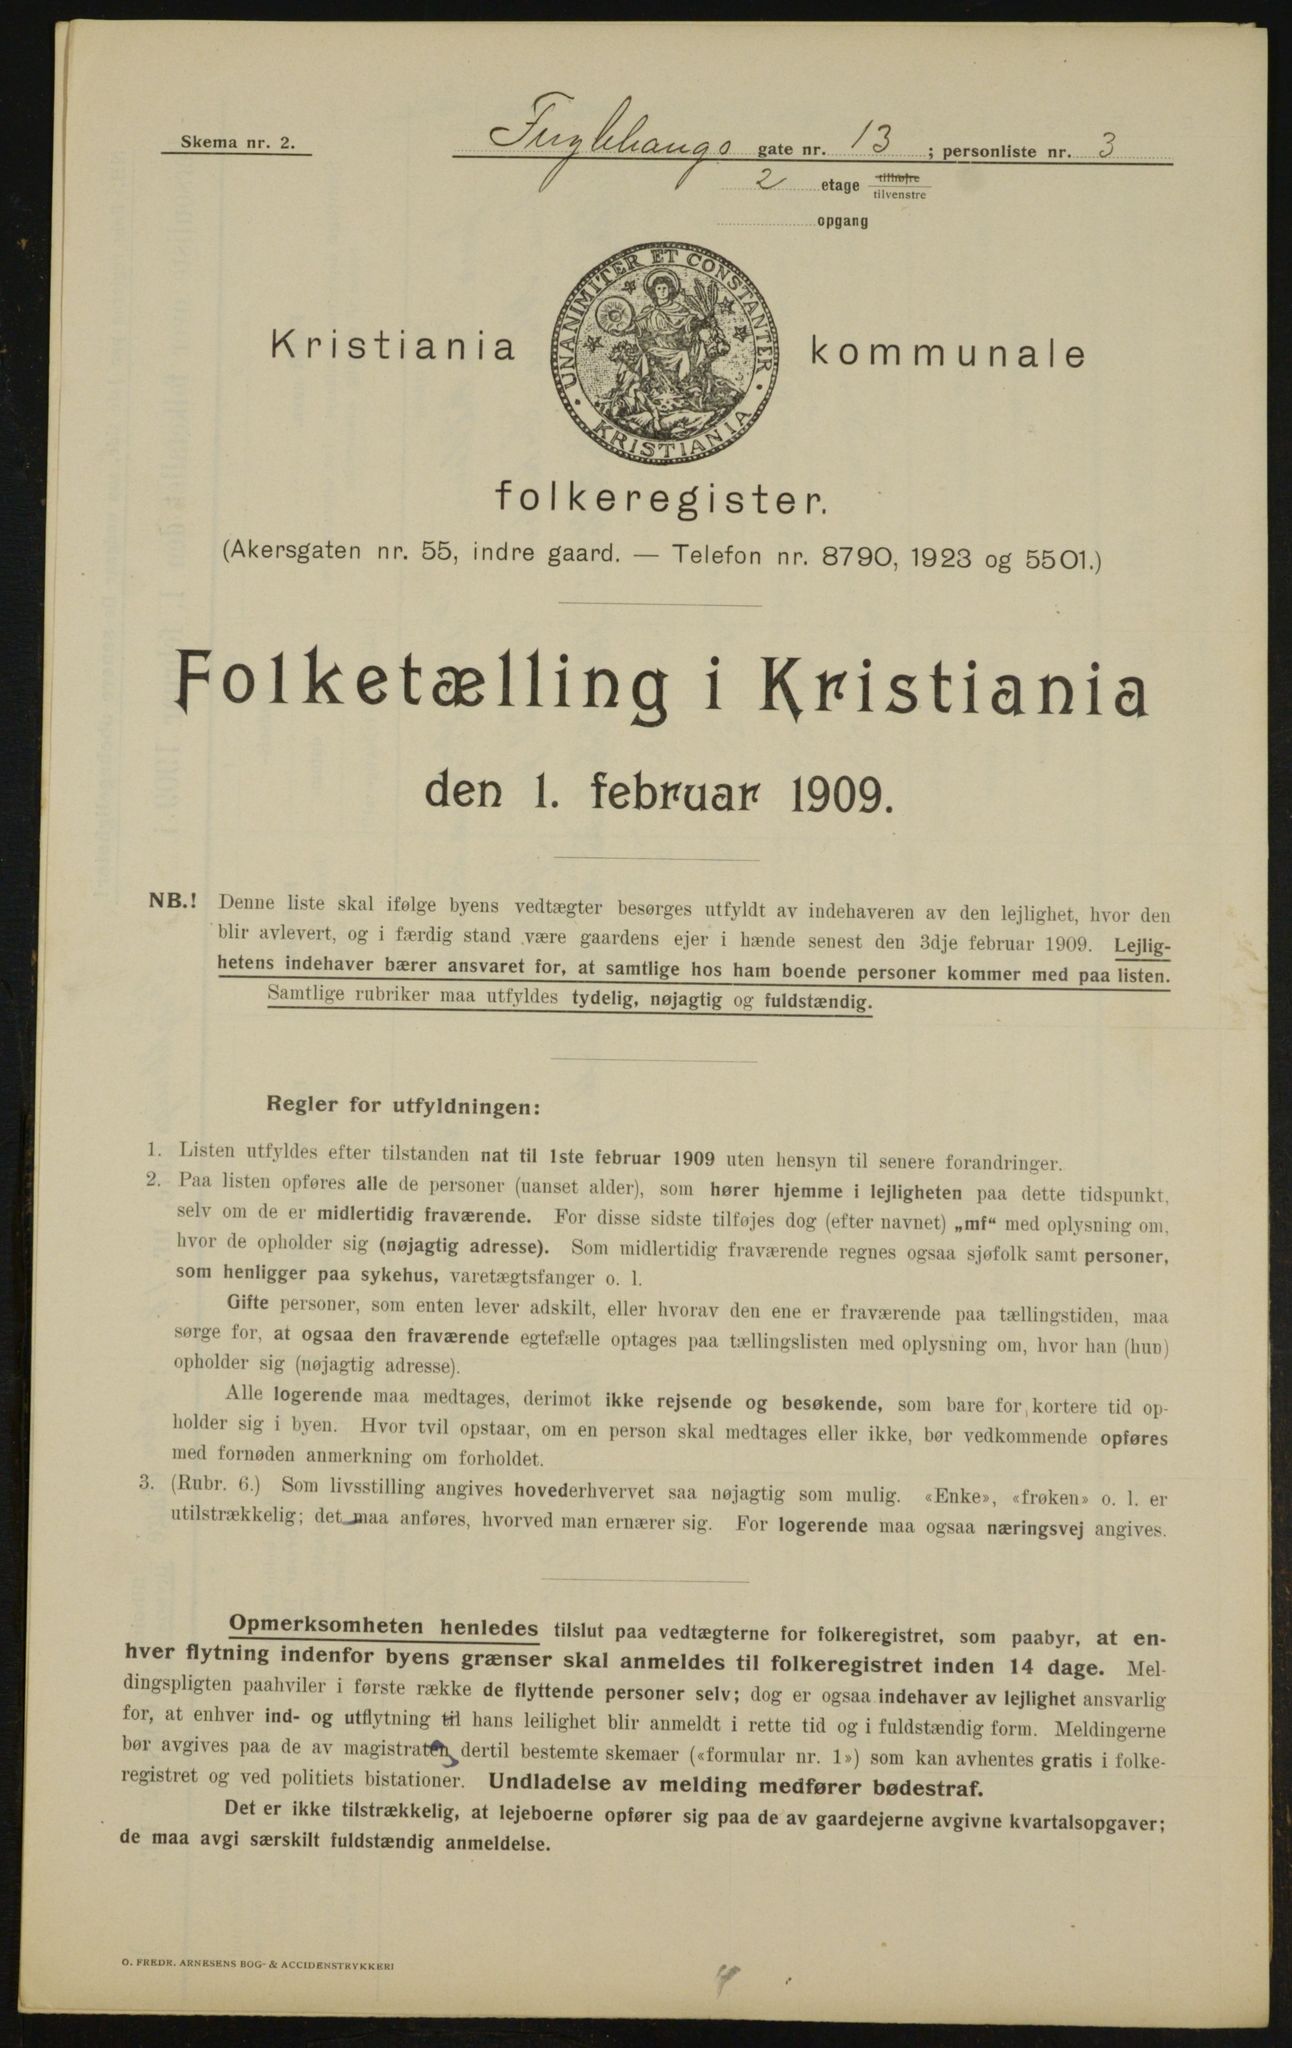 Skema nr. 2.
Fuglehaugs gate nr. 13 ; personliste nr. 3
2 etage tilhøjre
tilvenstre
opgang
UNANIMITER ET CONSTANTER
KRISTIANIA
Kristiania kommunale
folkeregister.
(Akersgaten nr. 55, indre gaard. — Telefon nr. 8790, 1923 og 5501.)
Folketælling i Kristiania
den 1. februar 1909.
NB.! Denne liste skal ifølge byens vedtægter besørges utfyldt av indehaveren av den lejlighet, hvor den
blir avlevert, og i færdig stand være gaardens ejer i hænde senest den 3dje februar 1909. Lejlig-
hetens indehaver bærer ansvaret for, at samtlige hos ham boende personer kommer med paa listen.
Samtlige rubriker maa utfyldes tydelig, nøjagtig og fuldstændig.
Regler for utfyldningen:
1. Listen utfyldes efter tilstanden nat til 1ste februar 1909 uten hensyn til senere forandringer.
2. Paa listen opføres alle de personer (uanset alder), som hører hjemme i lejligheten paa dette tidspunkt,
selv om de er midlertidig fraværende. For disse sidste tilføjes dog (efter navnet) „mf“ med oplysning om,
hvor de opholder sig (nøjagtig adresse). Som midlertidig fraværende regnes ogsaa sjøfolk samt personer,
som henligger paa sykehus, varetægtsfanger o. l.
Gifte personer, som enten lever adskilt, eller hvorav den ene er fraværende paa tællingstiden, maa
sørge for, at ogsaa den fraværende egtefælle optages paa tællingslisten med oplysning om, hvor han (hun)
opholder sig (nøjagtig adresse).
Alle logerende maa medtages, derimot ikke rejsende og besøkende, som bare for kortere tid op-
holder sig i byen. Hvor tvil opstaar, om en person skal medtages eller ikke, bør vedkommende opføres
med fornøden anmerkning om forholdet.
3. (Rubr. 6.) Som livsstilling angives hovederhvervet saa nøjagtig som mulig. «Enke», «frøken» o. l. er
utilstrækkelig; det maa anføres, hvorved man ernærer sig. For logerende maa ogsaa næringsvej angives.
Opmerksomheten henledes tilslut paa vedtægterne for folkeregistret, som paabyr, at en-
hver flytning indenfor byens grænser skal anmeldes til folkeregistret inden 14 dage. Mel-
dingspligten paahviler i første række de flyttende personer selv; dog er ogsaa indehaver av lejlighet ansvarlig
for, at enhver ind- og utflytning til hans leilighet blir anmeldt i rette tid og i fuldstændig form. Meldingerne
bør avgives paa de av magistraten dertil bestemte skemaer («formular nr. 1») som kan avhentes gratis i folke-
registret og ved politiets bistationer. Undladelse av melding medfører bødestraf.
Det er ikke tilstrækkelig, at lejeboerne opfører sig paa de av gaardejerne avgivne kvartalsopgaver;
de maa avgi særskilt fuldstændig anmeldelse.
O. FREDR. ARNESENS BOG- & ACCIDENSTRYKKERI
4